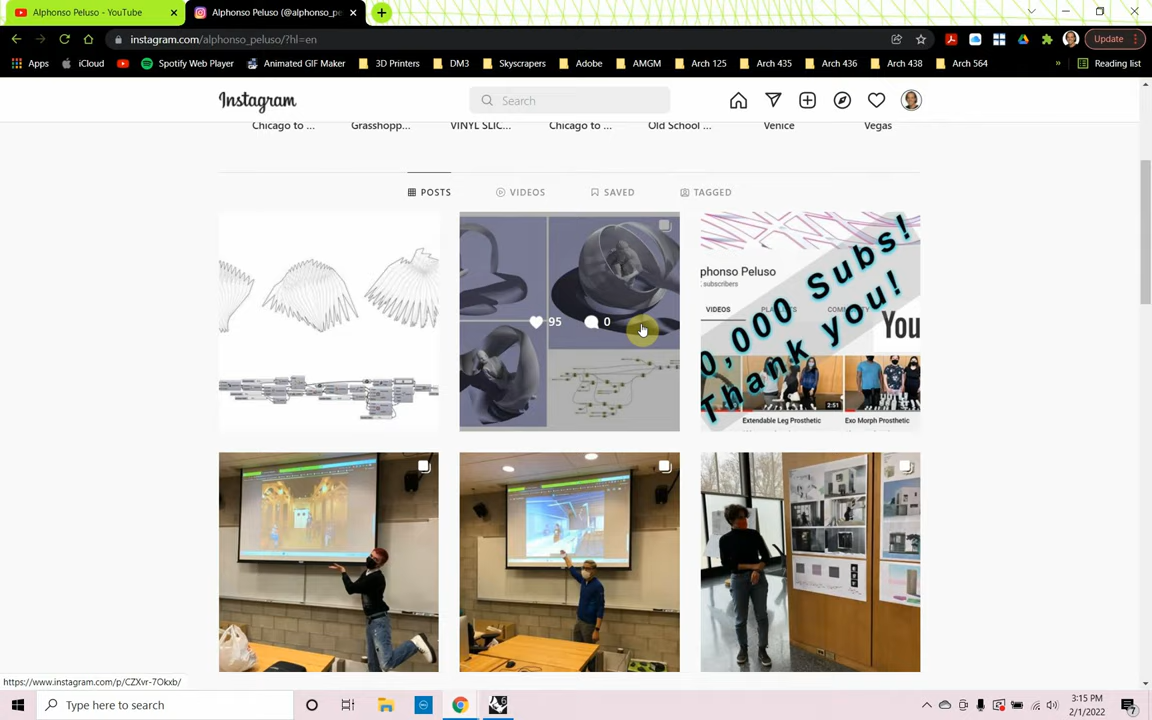 Alphonso Peluso - YouTube
Alphonso Peluso (@alphonso_pe
instagram.com/alphonso_peluso/?hl=en
Update
Apps
iCloud
Spotify Web Player
Animated GIF Maker
3D Printers
DM3
Skyscrapers
Adobe
AMGM
Arch 125
Arch 435
Arch 436
Arch 438
Arch 564
»
Reading list
Instagram
Search
Chicago to ...
Grasshopp...
VINYL SLIC...
Chicago to ...
Old School ...
Venice
Vegas
POSTS
VIDEOS
SAVED
TAGGED
95
0
phonso Peluso
subscribers
VIDEOS
0,000 Subs!
Thank you!
You
2:51
Extendable Leg Prosthetic
Exo Morph Prosthetic
https://www.instagram.com/p/CZXvr-7Okxb/
Type here to search
3:15 PM
2/1/2022